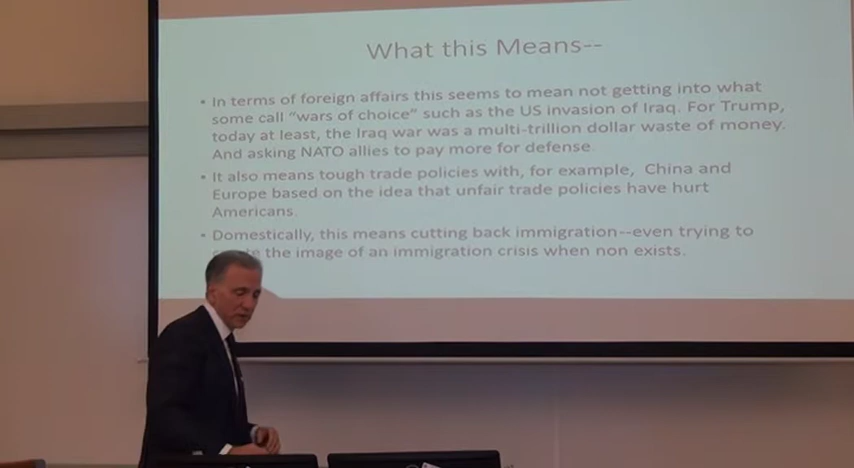 What this Means--
• In terms of foreign affairs this seems to mean not getting into what
some call "wars of choice" such as the US invasion of Iraq. For Trump,
today at least, the Iraq war was a multi-trillion dollar waste of money.
And asking NATO allies to pay more for defense.
• It also means tough trade policies with, for example, China and
Europe based on the idea that unfair trade policies have hurt
Americans.
• Domestically, this means cutting back immigration--even trying to
the image of an immigration crisis when non exists.